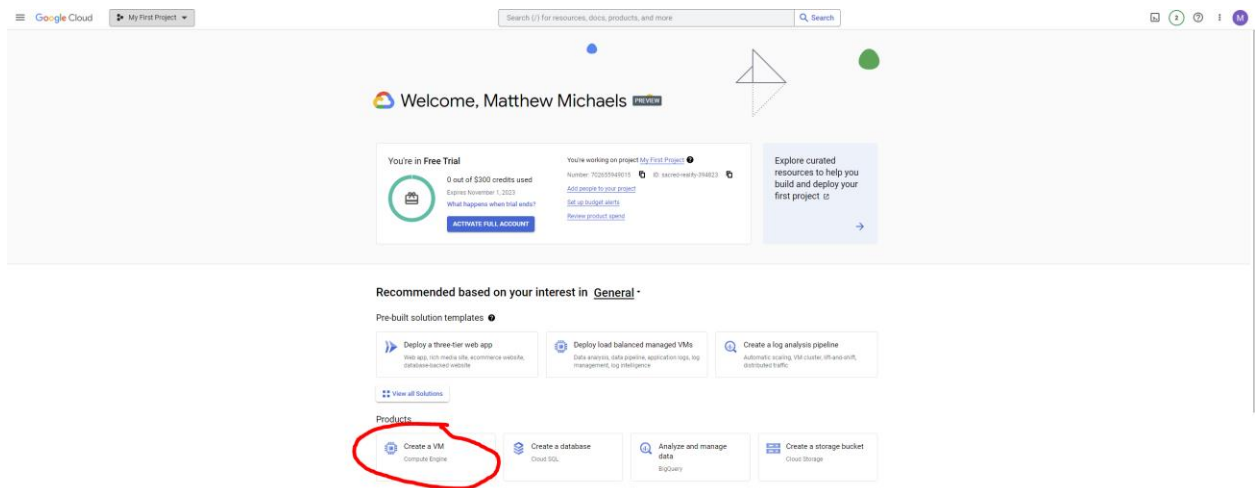 Google Cloud
My First Project
Search (/) for resources, docs, products, and more
Search
2
M
Welcome, Matthew Michaels PREVIEW
You're in Free Trial
0 out of $300 credits used
Expires November 1, 2023
What happens when trial ends?
ACTIVATE FULL ACCOUNT
You're working on project My First Project
Number: 702655949015 ID: sacred-reality-394823
Add people to your project
Set up budget alerts
Review product spend
Explore curated
resources to help you
build and deploy your
first project
Recommended based on your interest in General
Pre-built solution templates
Deploy a three-tier web app
Web app, rich media site, ecommerce website,
database-backed website
Deploy load balanced managed VMs
Data analysis, data pipeline, application logs, log
management, log intelligence
Create a log analysis pipeline
Automatic scaling, VM cluster, lift-and-shift,
distributed traffic
View all Solutions
Products
Create a VM
Compute Engine
Create a database
Cloud SQL
Analyze and manage
data
BigQuery
Create a storage bucket
Cloud Storage